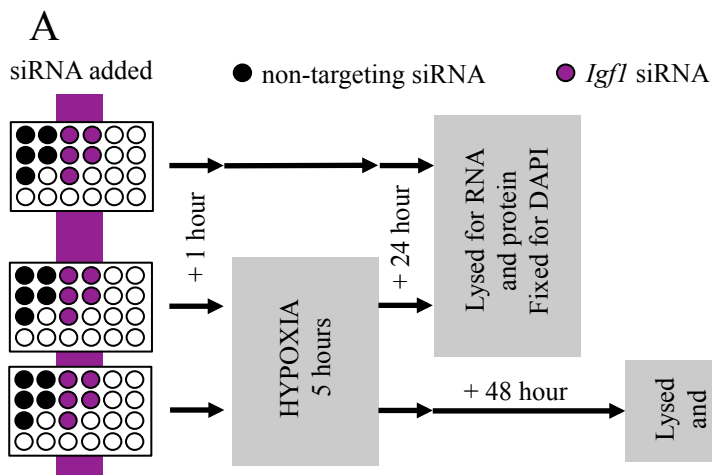 A
siRNA added
non-targeting siRNA
Igf1 siRNA
+ 1 hour
+ 24 hour
Lysed for RNA
and protein
Fixed for DAPI
HYPOXIA
5 hours
+ 48 hour
Lysed
and